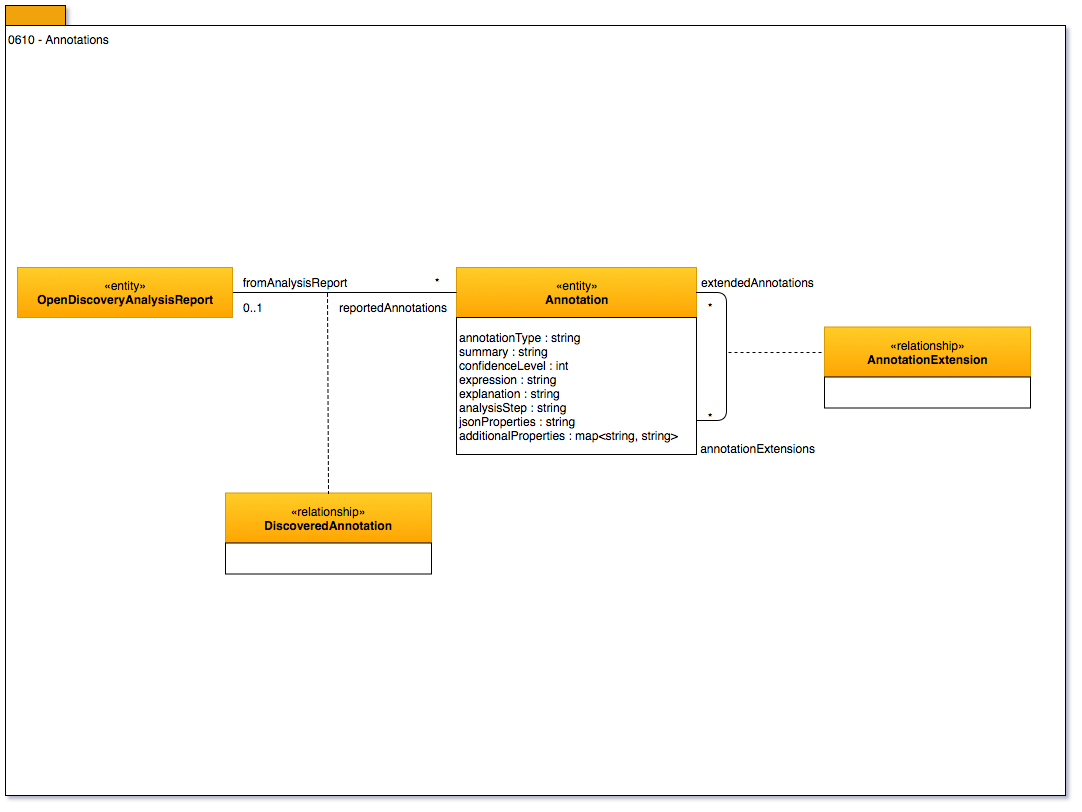 0610 - Annotations
«entity»
OpenDiscoveryAnalysisReport
fromAnalysisReport
*
0..1
reportedAnnotations
«entity»
Annotation
annotationType : string
summary : string
confidenceLevel : int
expression : string
explanation : string
analysisStep : string
jsonProperties : string
additionalProperties : map<string, string>
extendedAnnotations
*
*
annotationExtensions
«relationship»
AnnotationExtension
«relationship»
DiscoveredAnnotation